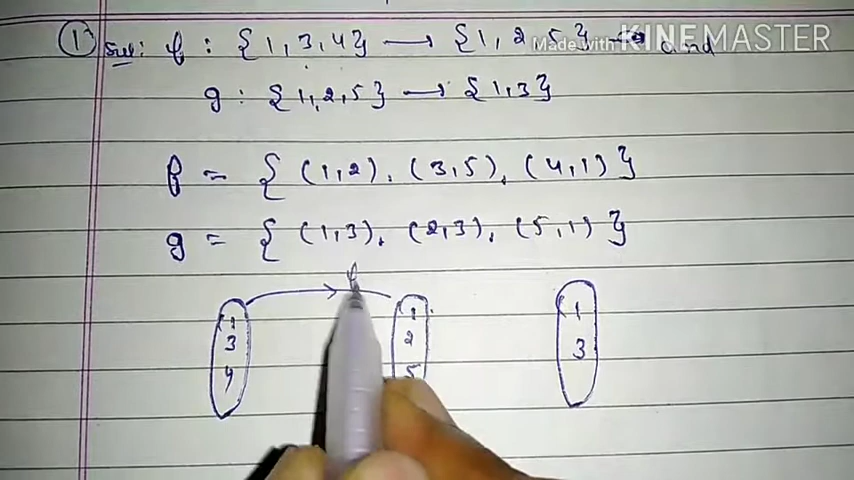 ① Sol: f : {1,3,4} → {1,2,5} and
Made with KINEMASTER
g : {1,2,5} → {1,3}
f = {(1,2), (3,5), (4,1)}
g = {(1,3), (2,3), (5,1)}
f
1 1 1
3 2 3
4 5